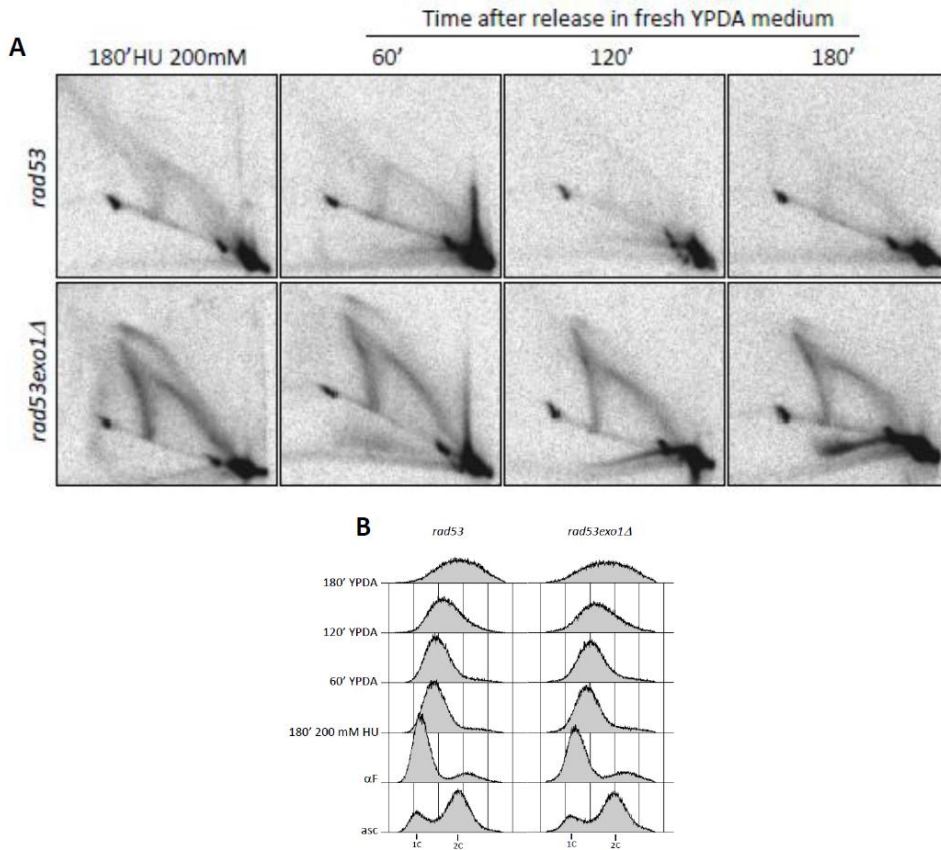 Time after release in fresh YPDA medium
A
180'HU 200mM 60' 120' 180'
rad53
rad53exo1Δ
B
rad53 rad53exo1Δ
180' YPDA
120' YPDA
60' YPDA
180' 200 mM HU
αF
asc
1C 2C 1C 2C